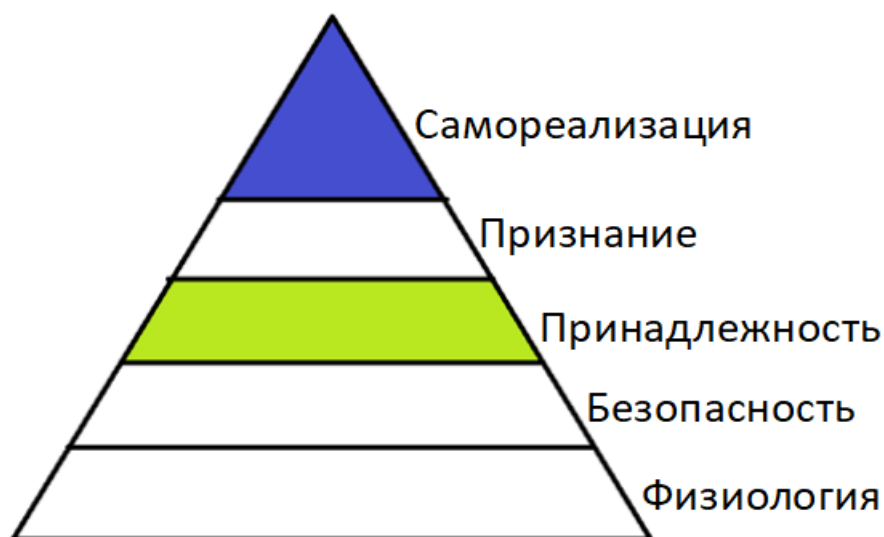 Самореализация
Признание
Принадлежность
Безопасность
Физиология